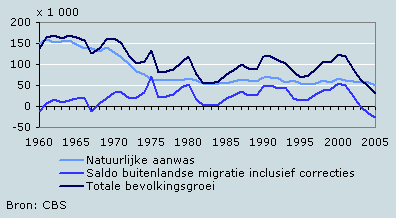 x 1 000
200
150
100
50
0
-50
1960 1965 1970 1975 1980 1985 1990 1995 2000 2005
Natuurlijke aanwas
Saldo buitenlandse migratie inclusief correcties
Totale bevolkingsgroei
Bron: CBS